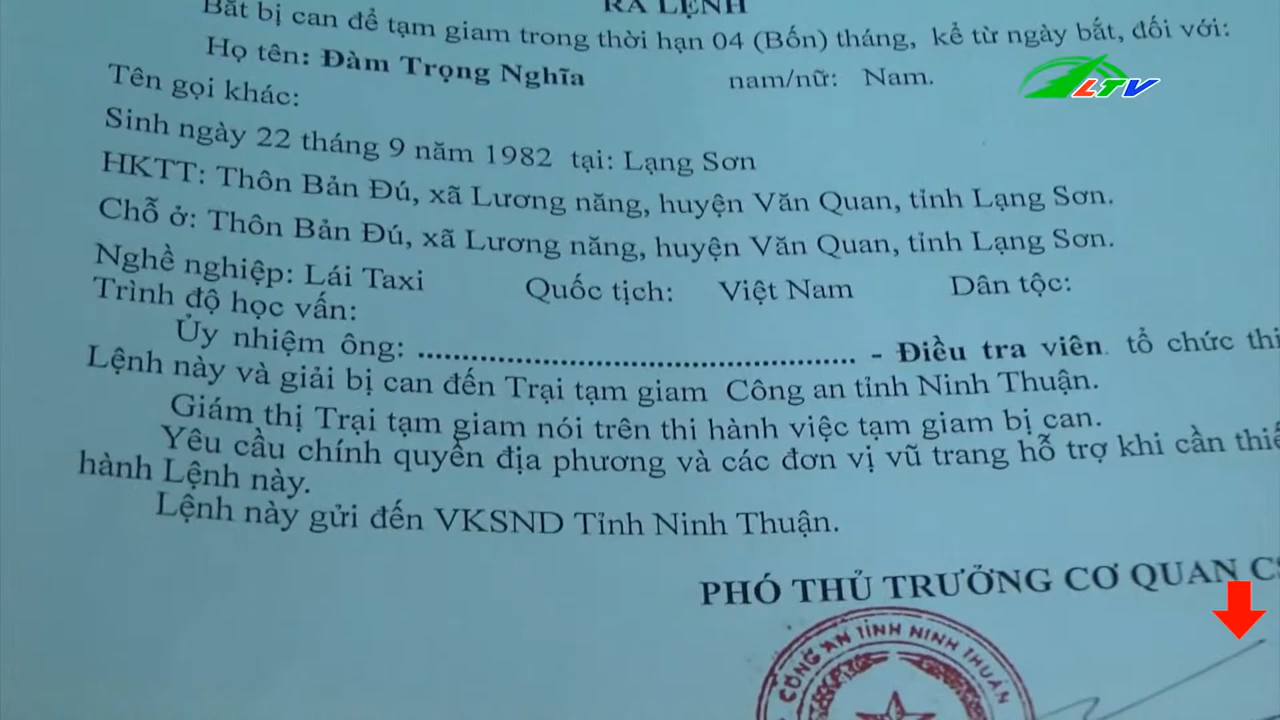 RA LỆNH
Bắt bị can để tạm giam trong thời hạn 04 (Bốn) tháng, kể từ ngày bắt, đối với:
Họ tên: Đàm Trọng Nghĩa nam/nữ: Nam.
LTV
Tên gọi khác:
Sinh ngày 22 tháng 9 năm 1982 tại: Lạng Sơn
HKTT: Thôn Bản Đú, xã Lương năng, huyện Văn Quan, tỉnh Lạng Sơn.
Chỗ ở: Thôn Bản Đú, xã Lương năng, huyện Văn Quan, tỉnh Lạng Sơn.
Nghề nghiệp: Lái Taxi Quốc tịch: Việt Nam Dân tộc:
Trình độ học vấn:
Ủy nhiệm ông: ........................................................ - Điều tra viên. tổ chức thi
Lệnh này và giải bị can đến Trại tạm giam Công an tỉnh Ninh Thuận.
Giám thị Trại tạm giam nói trên thi hành việc tạm giam bị can.
Yêu cầu chính quyền địa phương và các đơn vị vũ trang hỗ trợ khi cần thiế
hành Lệnh này.
Lệnh này gửi đến VKSND Tỉnh Ninh Thuận.
PHÓ THỦ TRƯỞNG CƠ QUAN CS
CÔNG AN TỈNH NINH THUẬN